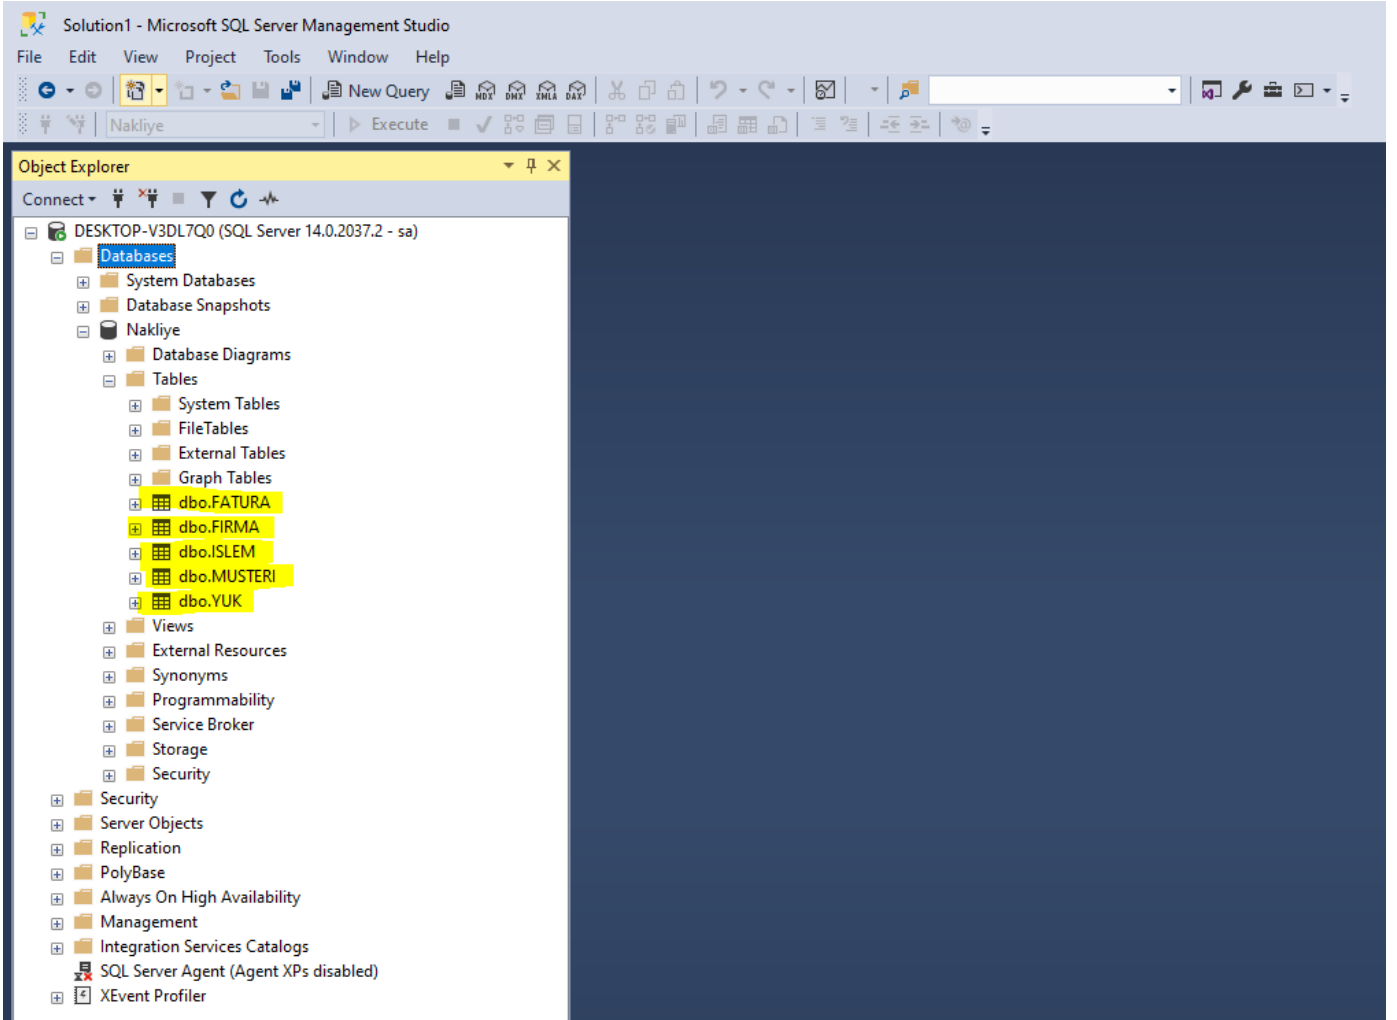 Solution1 - Microsoft SQL Server Management Studio
File Edit View Project Tools Window Help
New Query MDX DMX XMLA DAX
Nakliye Execute
Object Explorer
Connect
DESKTOP-V3DL7Q0 (SQL Server 14.0.2037.2 - sa)
Databases
System Databases
Database Snapshots
Nakliye
Database Diagrams
Tables
System Tables
FileTables
External Tables
Graph Tables
dbo.FATURA
dbo.FIRMA
dbo.ISLEM
dbo.MUSTERI
dbo.YUK
Views
External Resources
Synonyms
Programmability
Service Broker
Storage
Security
Security
Server Objects
Replication
PolyBase
Always On High Availability
Management
Integration Services Catalogs
SQL Server Agent (Agent XPs disabled)
XEvent Profiler